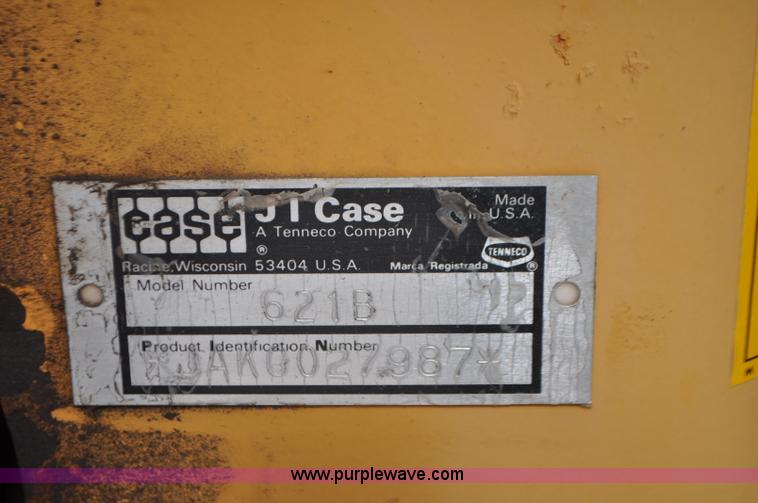 case
J I Case
A Tenneco Company
®
Made
in U.S.A.
TENNECO
®
Racine, Wisconsin 53404 U.S.A.
Marca Registrada
Model Number
621B
Product Identification Number
*JAK0027987*
www.purplewave.com